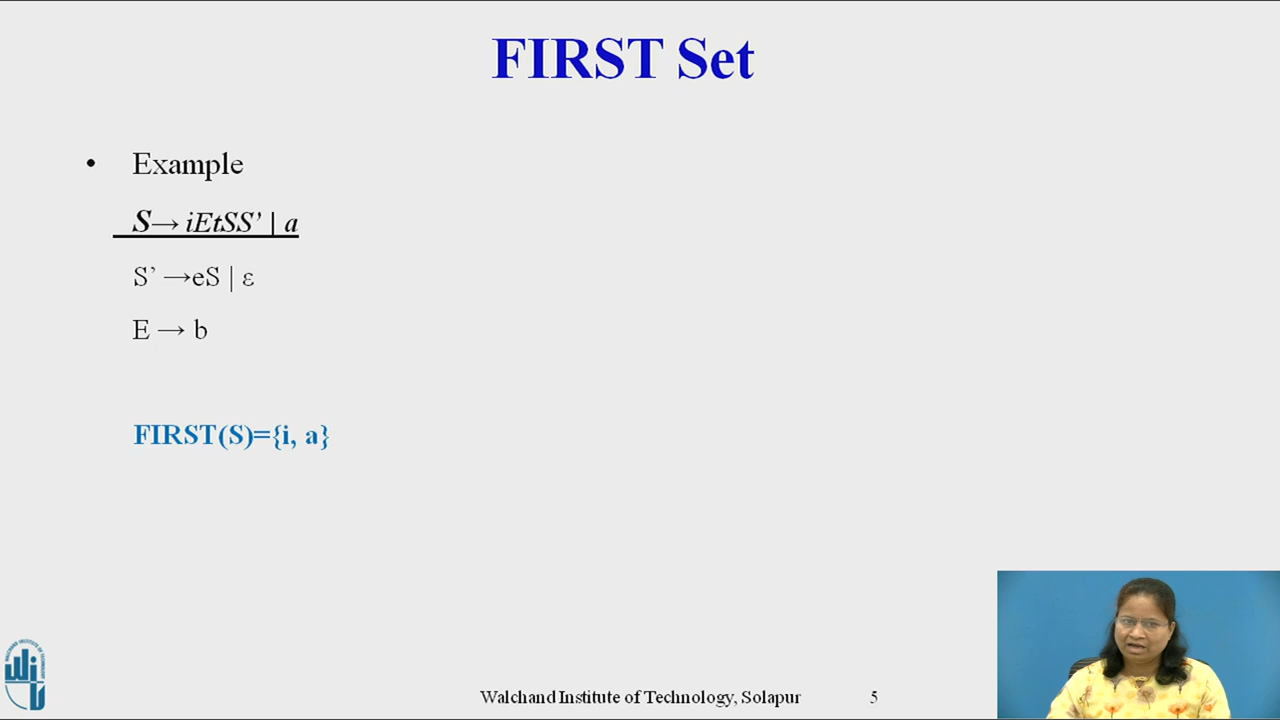 FIRST Set
• Example
S→ iEtSS’ | a
S’ →eS | ε
E → b
FIRST(S)={i, a}
Walchand Institute of Technology, Solapur 5